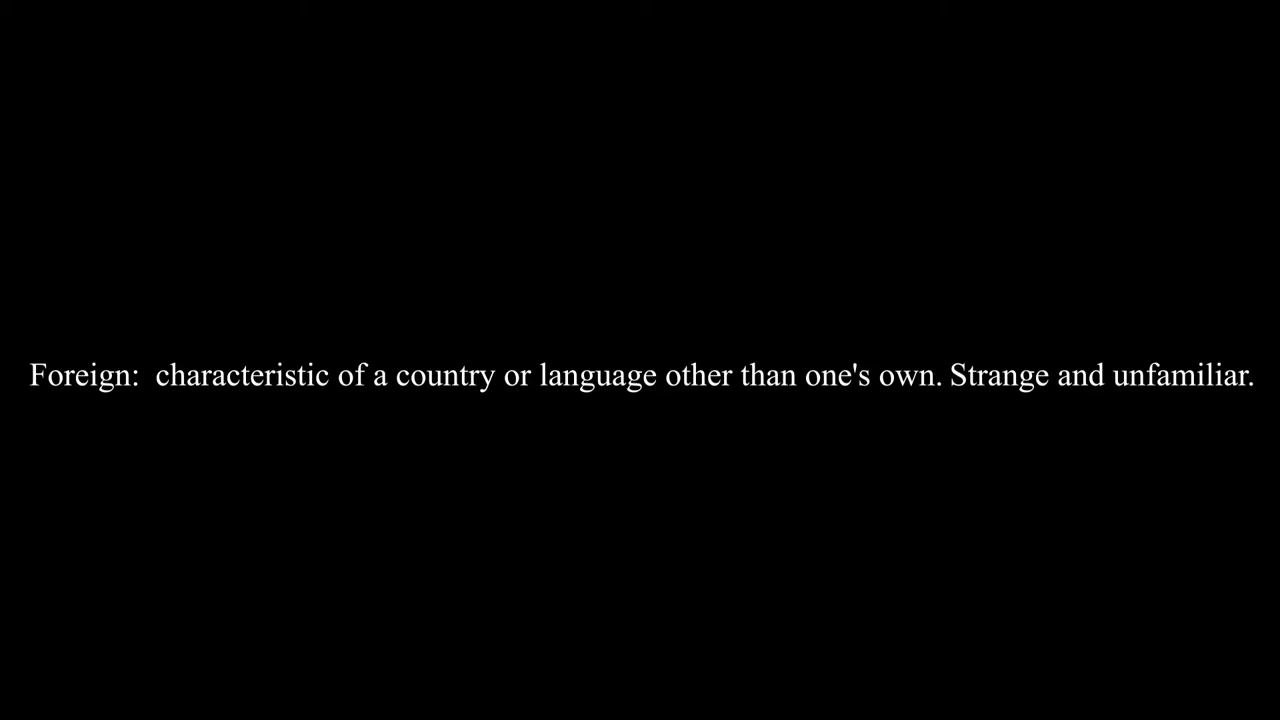 Foreign:  characteristic of a country or language other than one's own. Strange and unfamiliar.